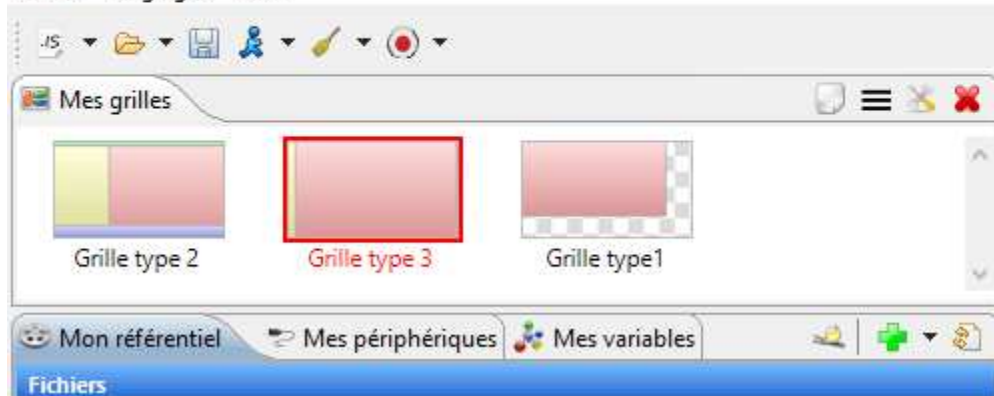 .JS
Mes grilles
Grille type 2
Grille type 3
Grille type1
Mon référentiel
Mes périphériques
Mes variables
Fichiers